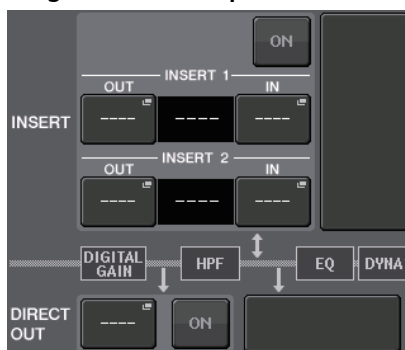 ON
INSERT 1
OUT IN
INSERT
---- ---- ----
INSERT 2
OUT IN
---- ---- ----
DIGITAL GAIN HPF EQ DYNA
DIRECT OUT
---- ON